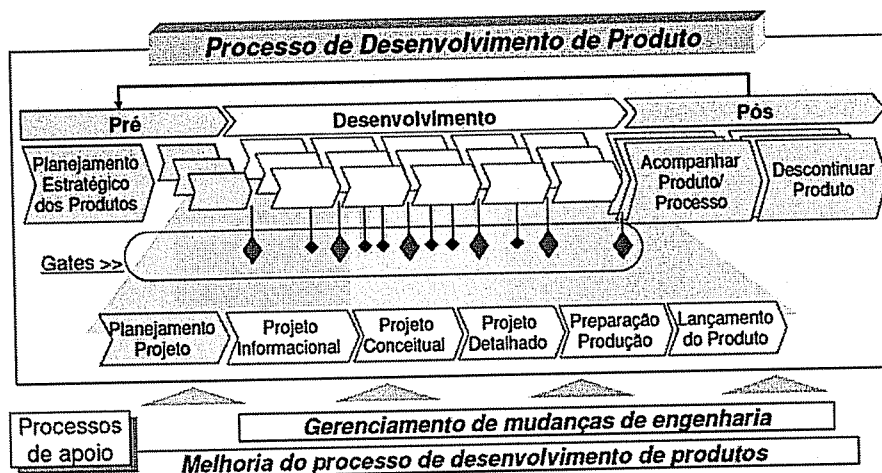 Processo de Desenvolvimento de Produto
Pré
Desenvolvimento
Pós
Planejamento
Estratégico
dos Produtos
Acompanhar
Produto/
Processo
Descontinuar
Produto
Gates >>
Planejamento
Projeto
Projeto
Informacional
Projeto
Conceitual
Projeto
Detalhado
Preparação
Produção
Lançamento
do Produto
Processos
de apoio
Gerenciamento de mudanças de engenharia
Melhoria do processo de desenvolvimento de produtos